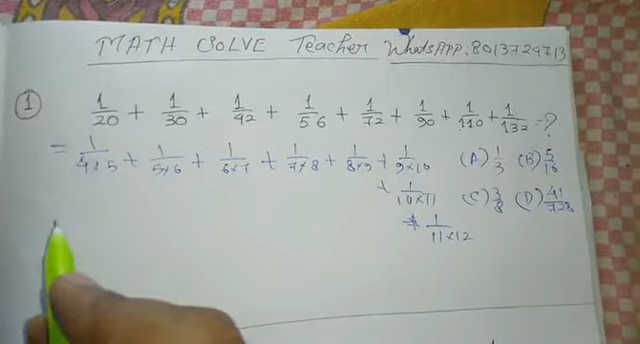 MATH SOLVE Teacher WhatsAPP: 8013724713
① 1/20 + 1/30 + 1/42 + 1/56 + 1/72 + 1/90 + 1/110 + 1/132 = ?
= 1/4×5 + 1/5×6 + 1/6×7 + 1/7×8 + 1/8×9 + 1/9×10 (A) 1/3 (B) 5/16
+ 1/10×11 (C) 3/8 (D) 41/728
+ 1/11×12